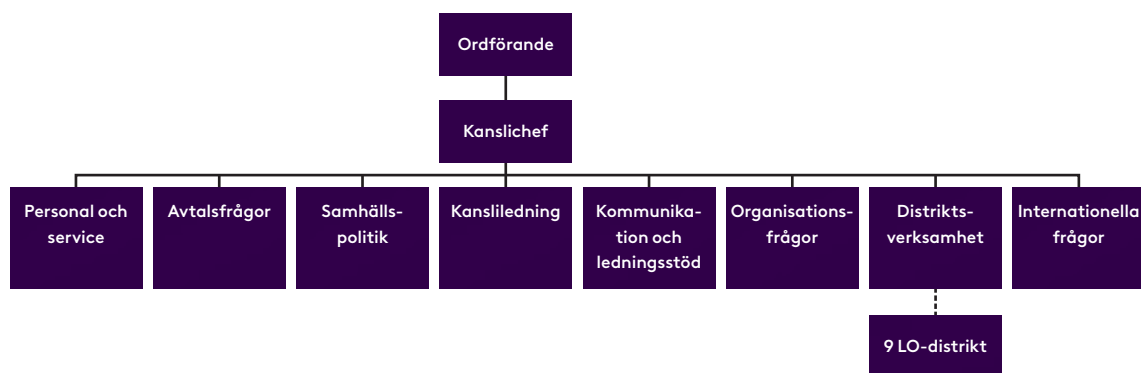 Ordförande
Kanslichef
Personal och
service
Avtalsfrågor
Samhälls-
politik
Kansliledning
Kommunika-
tion och
ledningsstöd
Organisations-
frågor
Distrikts-
verksamhet
Internationella
frågor
9 LO-distrikt